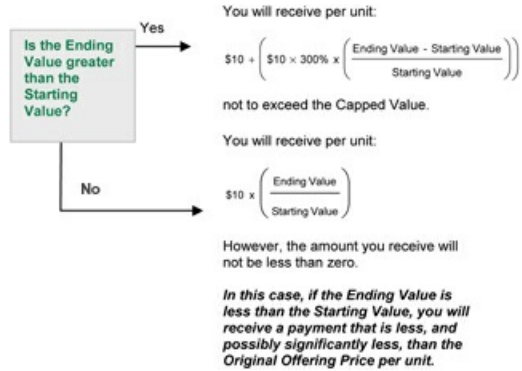 Is the Ending
Value greater
than the
Starting
Value?
Yes
You will receive per unit:
$10 + ( $10 × 300% x ( Ending Value - Starting Value
Starting Value ) )
not to exceed the Capped Value.
No
You will receive per unit:
$10 x ( Ending Value
Starting Value )
However, the amount you receive will
not be less than zero.
In this case, if the Ending Value is
less than the Starting Value, you will
receive a payment that is less, and
possibly significantly less, than the
Original Offering Price per unit.